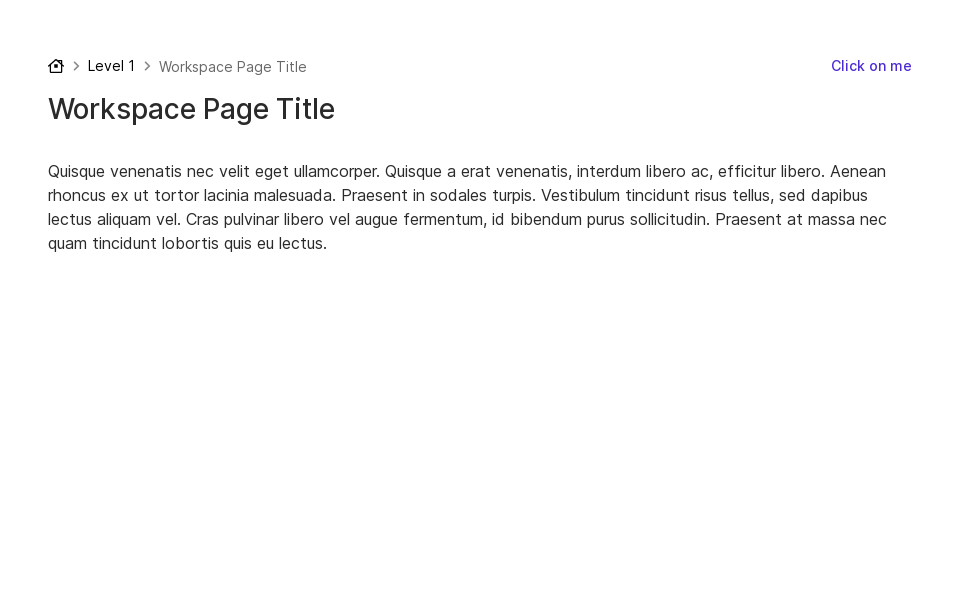 Level 1 Workspace Page Title Click on me
Workspace Page Title
Quisque venenatis nec velit eget ullamcorper. Quisque a erat venenatis, interdum libero ac, efficitur libero. Aenean
rhoncus ex ut tortor lacinia malesuada. Praesent in sodales turpis. Vestibulum tincidunt risus tellus, sed dapibus
lectus aliquam vel. Cras pulvinar libero vel augue fermentum, id bibendum purus sollicitudin. Praesent at massa nec
quam tincidunt lobortis quis eu lectus.